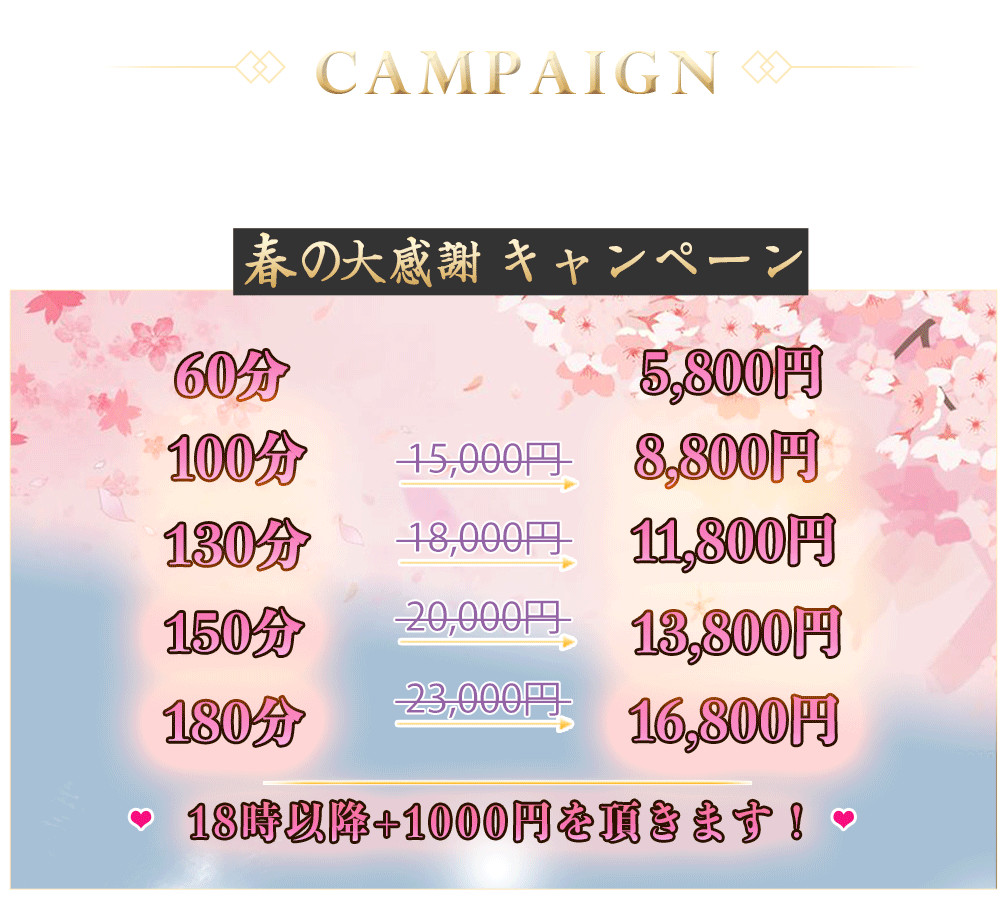 CAMPAIGN
春の大感謝 キャンペーン
60分 5,800円
100分 15,000円 8,800円
130分 18,000円 11,800円
150分 20,000円 13,800円
180分 23,000円 16,800円
18時以降+1000円を頂きます！